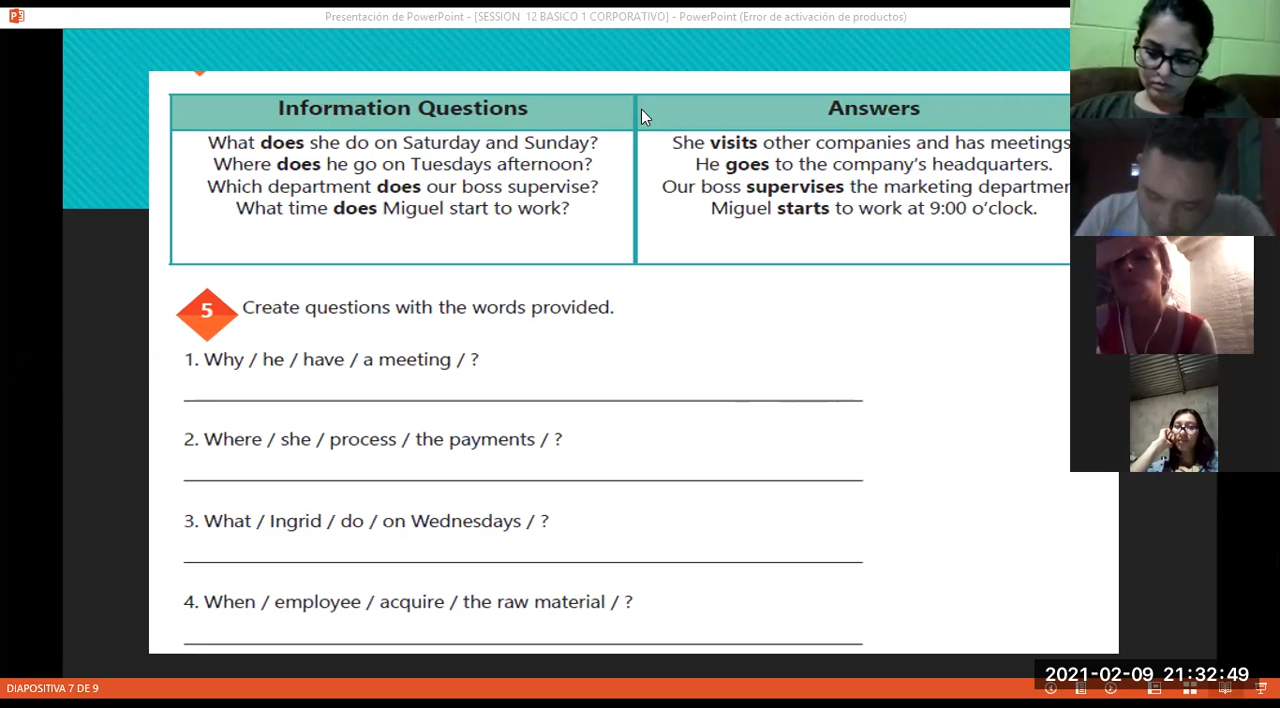 Presentación de PowerPoint - [SESSION 12 BASICO 1 CORPORATIVO] - PowerPoint (Error de activación de productos)
Information Questions
Answers
What does she do on Saturday and Sunday?
She visits other companies and has meetings
Where does he go on Tuesdays afternoon?
He goes to the company's headquarters.
Which department does our boss supervise?
Our boss supervises the marketing
What time does Miguel start to work?
Miguel starts to work at 9:00 o'clock.
5
Create questions with the words provided.
1. Why / he / have / a meeting / ?
2. Where / she / process / the payments / ?
3. What / Ingrid / do / on Wednesdays / ?
4. When / employee / acquire / the raw material / ?
2021-02-09 21:32:49
DIAPOSITIVA 7 DE 9